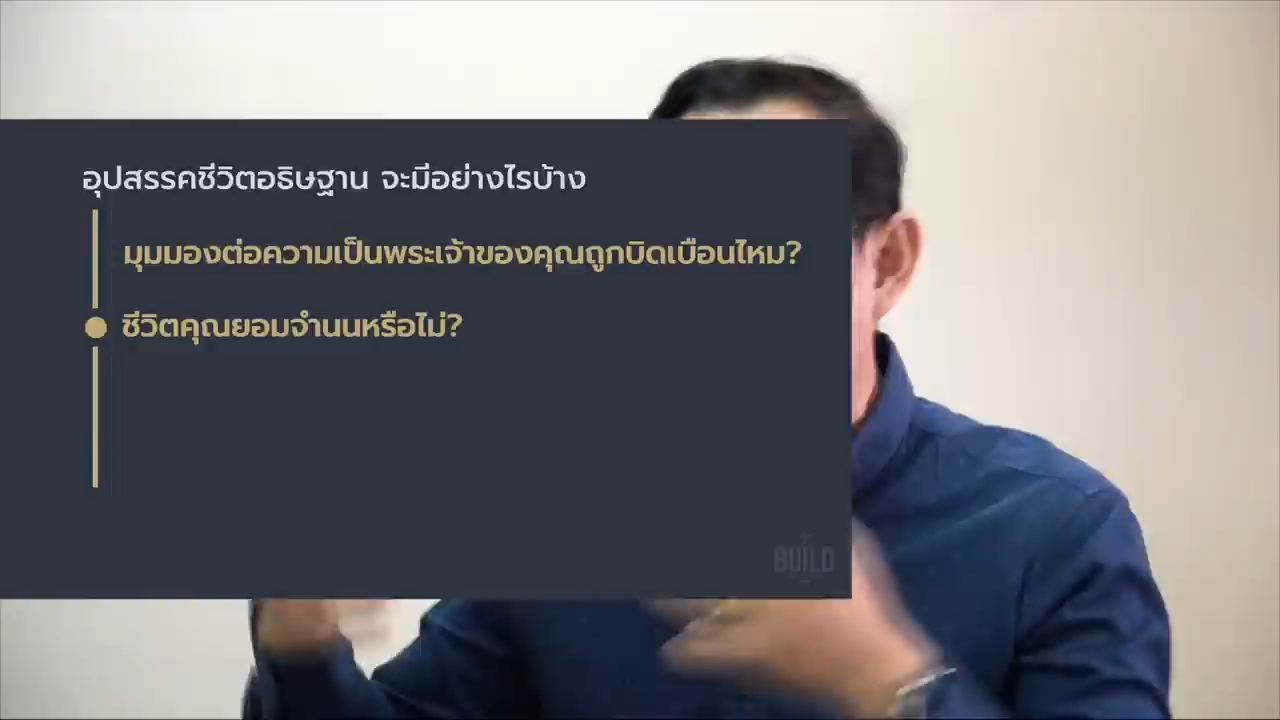 อุปสรรคชีวิตอธิษฐาน จะมีอย่างไรบ้าง
มุมมองต่อความเป็นพระเจ้าของคุณถูกบิดเบือนไหม?
ชีวิตคุณยอมจำนนหรือไม่?
BUILD